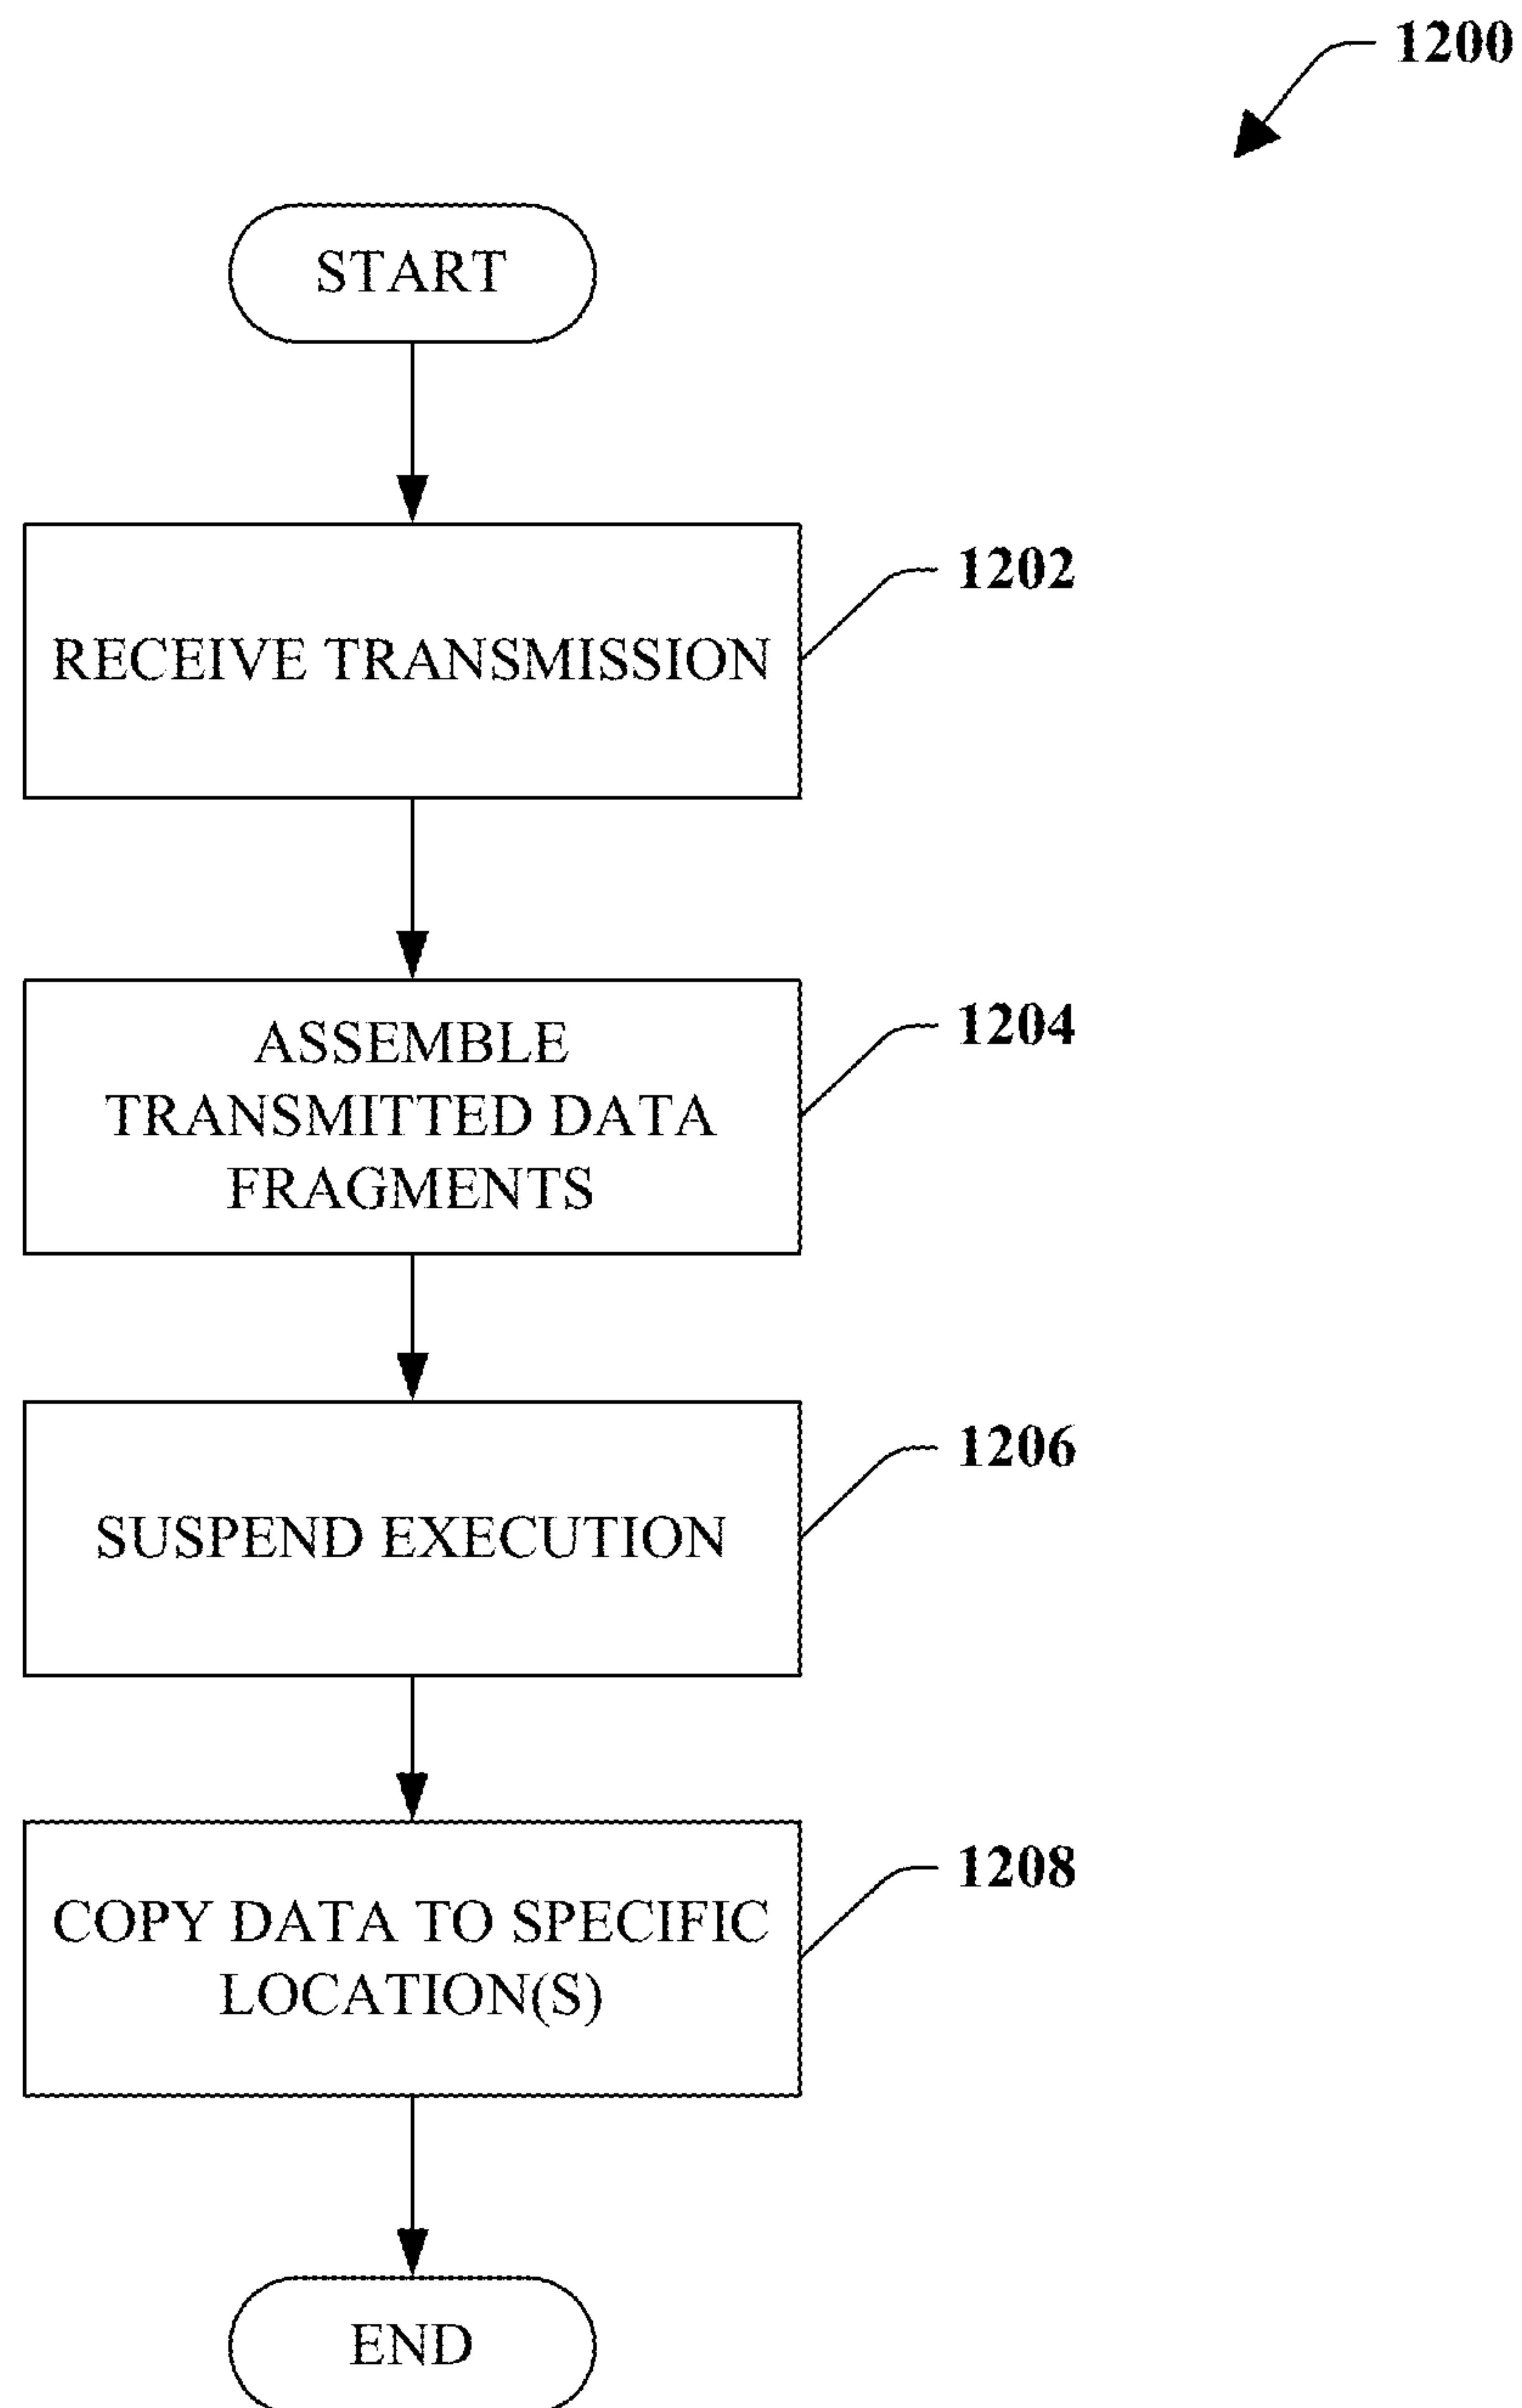 1200
START
RECEIVE TRANSMISSION
1202
ASSEMBLE
TRANSMITTED DATA
FRAGMENTS
1204
SUSPEND EXECUTION
1206
COPY DATA TO SPECIFIC
LOCATION(S)
1208
END